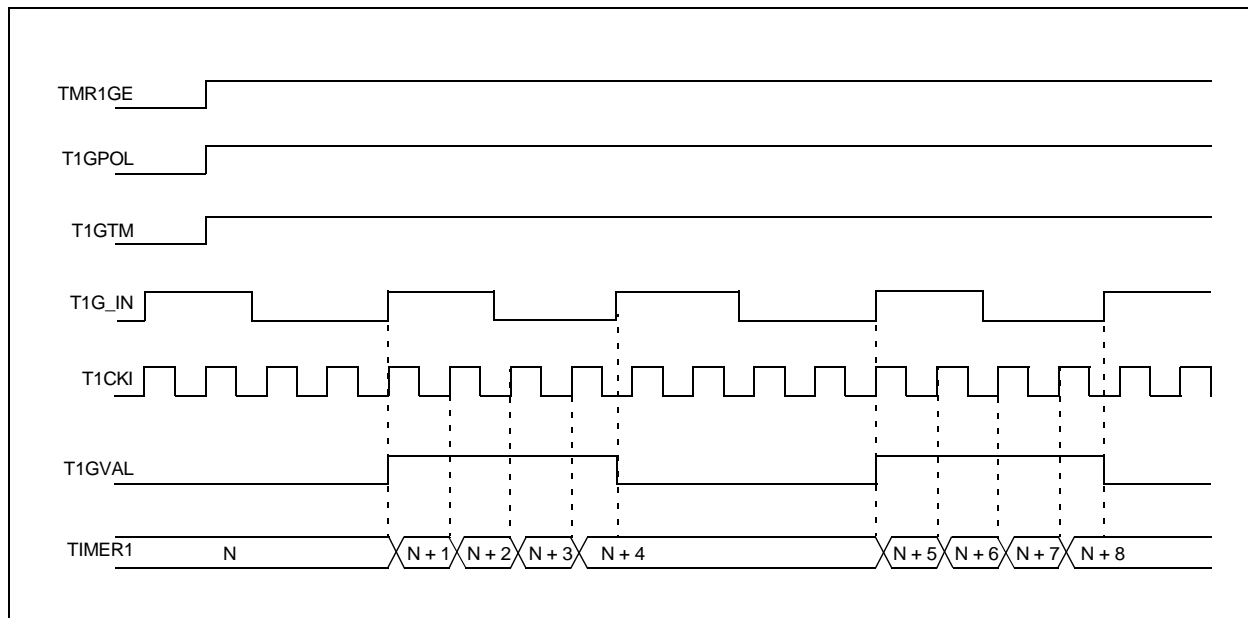 TMR1GE
T1GPOL
T1GTM
T1G_IN
T1CKI
T1GVAL
TIMER1 N N + 1 N + 2 N + 3 N + 4 N + 5 N + 6 N + 7 N + 8